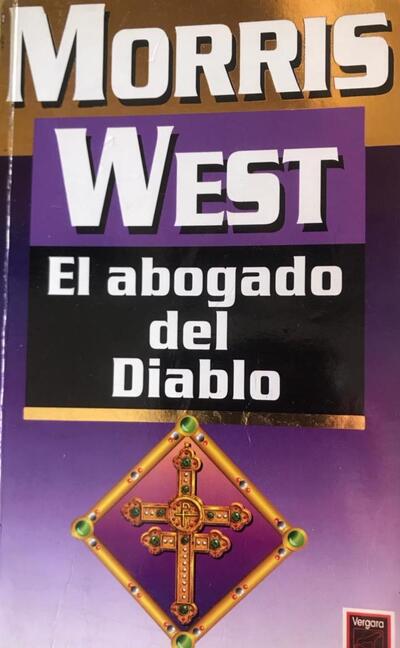 MORRIS
WEST
El abogado
del
Diablo
Vergara